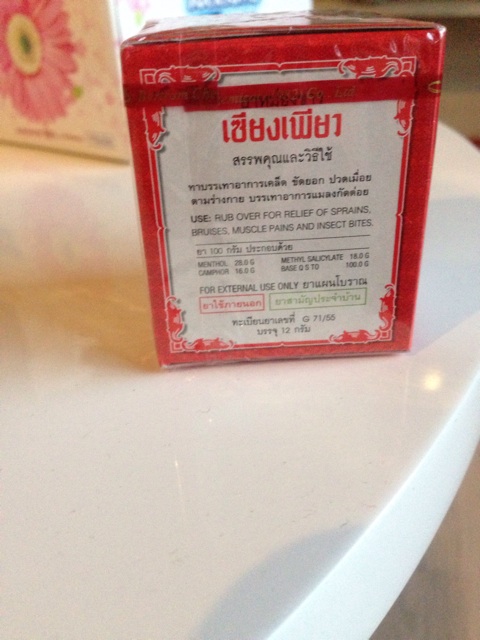 เซียงเพียว
สรรพคุณและวิธีใช้
ทาบรรเทาอาการเคล็ด ขัดยอก ปวดเมื่อย
ตามร่างกาย บรรเทาอาการแมลงกัดต่อย
USE: RUB OVER FOR RELIEF OF SPRAINS,
BRUISES, MUSCLE PAINS AND INSECT BITES.
ยา 100 กรัม ประกอบด้วย
MENTHOL 28.0 G METHYL SALICYLATE 18.0 G
CAMPHOR 16.0 G BASE Q S TO 100.0 G
FOR EXTERNAL USE ONLY ยาแผนโบราณ
ยาใช้ภายนอก ยาสามัญประจำบ้าน
ทะเบียนยาเลขที่ G 71/55
บรรจุ 12 กรัม